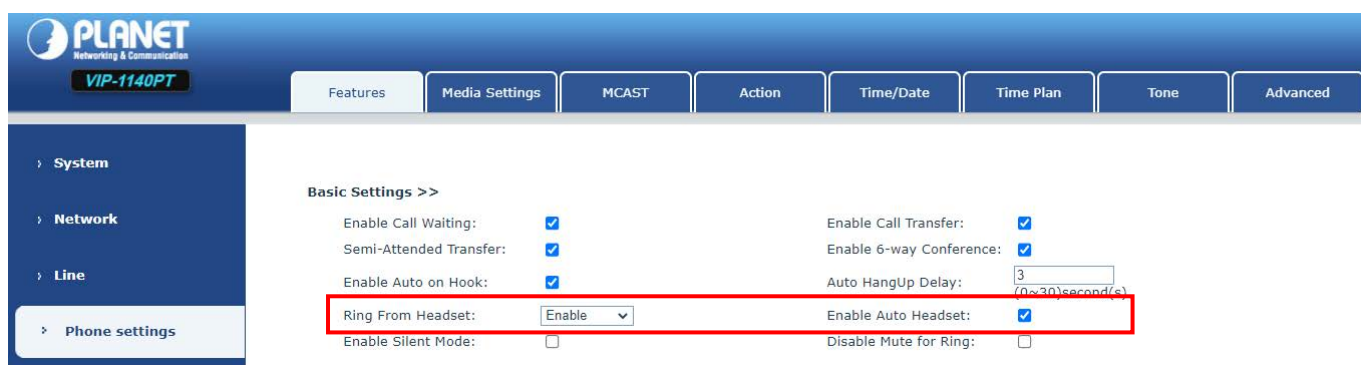 PLANET
Networking & Communication
VIP-1140PT
Features Media Settings MCAST Action Time/Date Time Plan Tone Advanced
› System
› Network
› Line
› Phone settings
Basic Settings >>
Enable Call Waiting: Enable Call Transfer:
Semi-Attended Transfer: Enable 6-way Conference:
Enable Auto on Hook: Auto HangUp Delay: 3
(0~30)second(s)
Ring From Headset: Enable Enable Auto Headset:
Enable Silent Mode: Disable Mute for Ring: